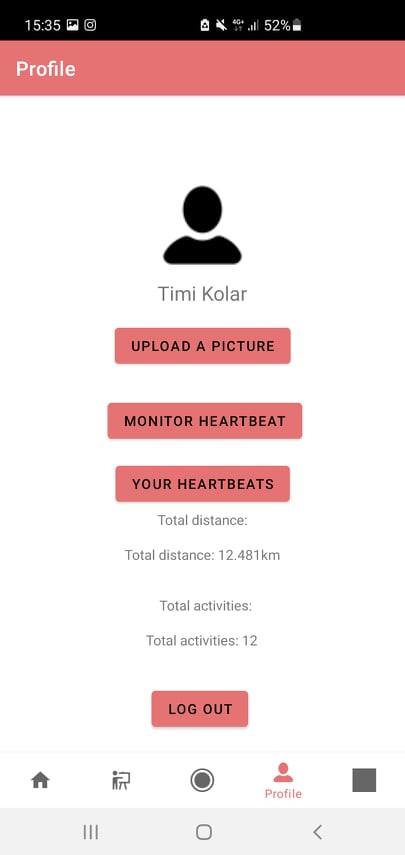 15:35
4G+
52%
Profile
Timi Kolar
UPLOAD A PICTURE
MONITOR HEARTBEAT
YOUR HEARTBEATS
Total distance:
Total distance: 12.481km
Total activities:
Total activities: 12
LOG OUT
Profile